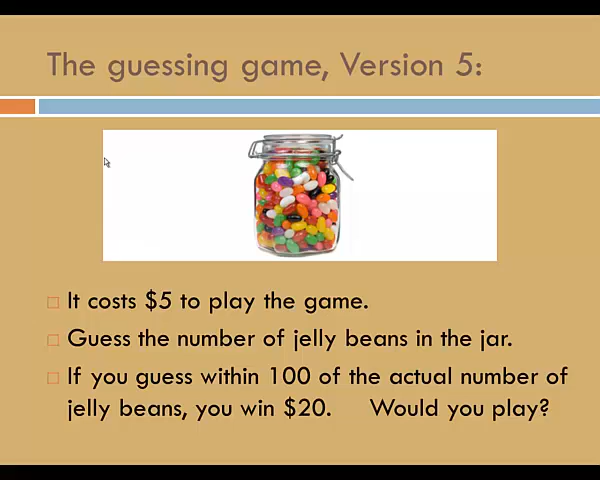 The guessing game, Version 5:
It costs $5 to play the game.
Guess the number of jelly beans in the jar.
If you guess within 100 of the actual number of
jelly beans, you win $20. Would you play?